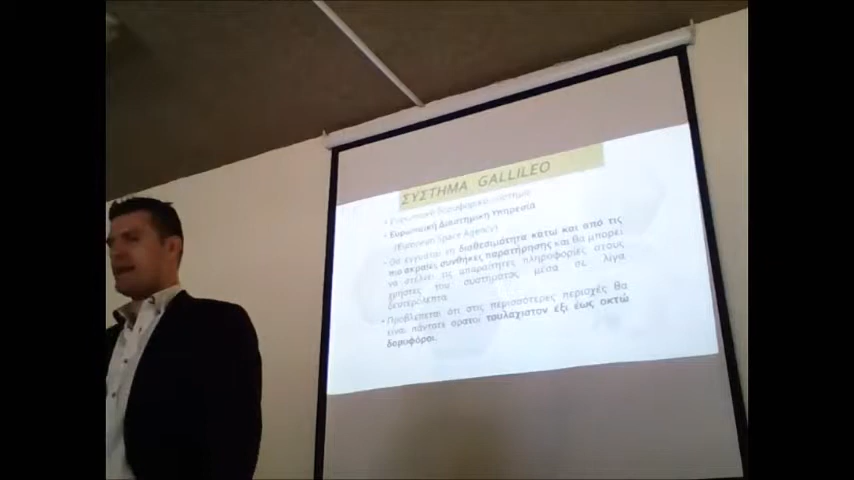 ΣΥΣΤΗΜΑ GALLILEO
• Ευρωπαϊκό δορυφορικό σύστημα
• Ευρωπαϊκή Διαστημική Υπηρεσία
(European Space Agency)
• Θα εγγυάται τη διαθεσιμότητα κάτω και από τις
πιο ακραίες συνθήκες παρατήρησης και θα μπορεί
να στέλνει τις απαραίτητες πληροφορίες στους
χρήστες του συστήματος μέσα σε λίγα
δευτερόλεπτα.
• Προβλέπεται ότι στις περισσότερες περιοχές θα
είναι πάντοτε ορατοί τουλάχιστον έξι έως οκτώ
δορυφόροι.